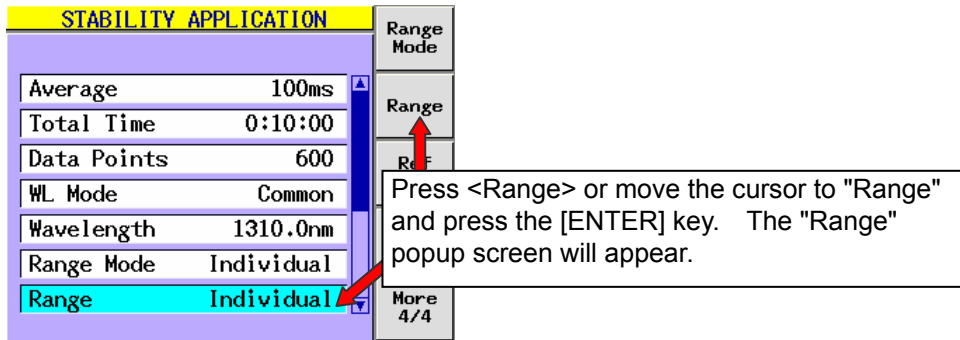 STABILITY APPLICATION
Average 100ms
Total Time 0:10:00
Data Points 600
WL Mode Common
Wavelength 1310.0nm
Range Mode Individual
Range Individual
Range
Mode
Range
Ref
More
4/4
Press <Range> or move the cursor to "Range"
and press the [ENTER] key. The "Range"
popup screen will appear.